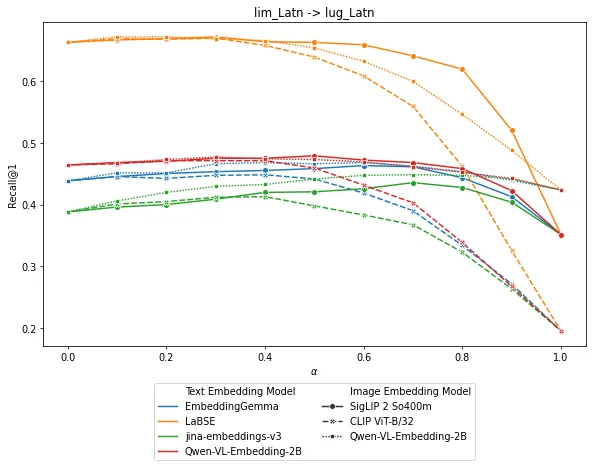 lim_Latn -> lug_Latn
Recall@1
0.6
0.5
0.4
0.3
0.2
0.0 0.2 0.4 0.6 0.8 1.0
α
Text Embedding Model Image Embedding Model
EmbeddingGemma SigLIP 2 So400m
LaBSE CLIP ViT-B/32
jina-embeddings-v3 Qwen-VL-Embedding-2B
Qwen-VL-Embedding-2B